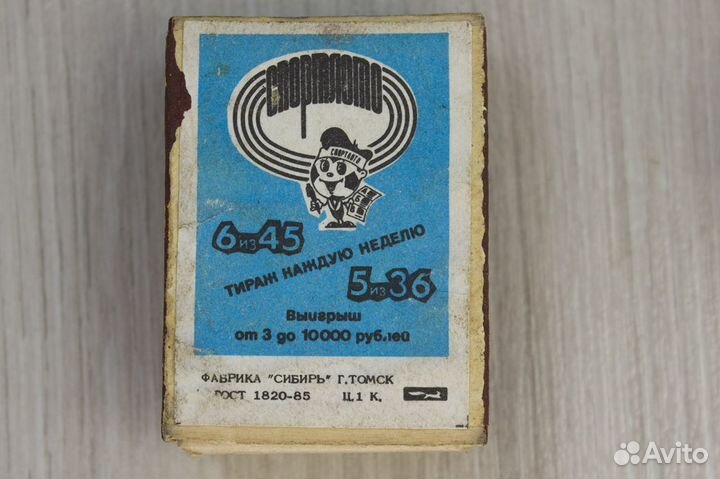 СПОРТЛОТО
СПОРТЛОТО
6 ИЗ 45
ТИРАЖ КАЖДУЮ НЕДЕЛЮ
5 ИЗ 36
Выигрыш
от 3 до 10000 рублей
ФАБРИКА "СИБИРЬ" Г.ТОМСК
ГОСТ 1820-85 Ц.1 К.
Avito